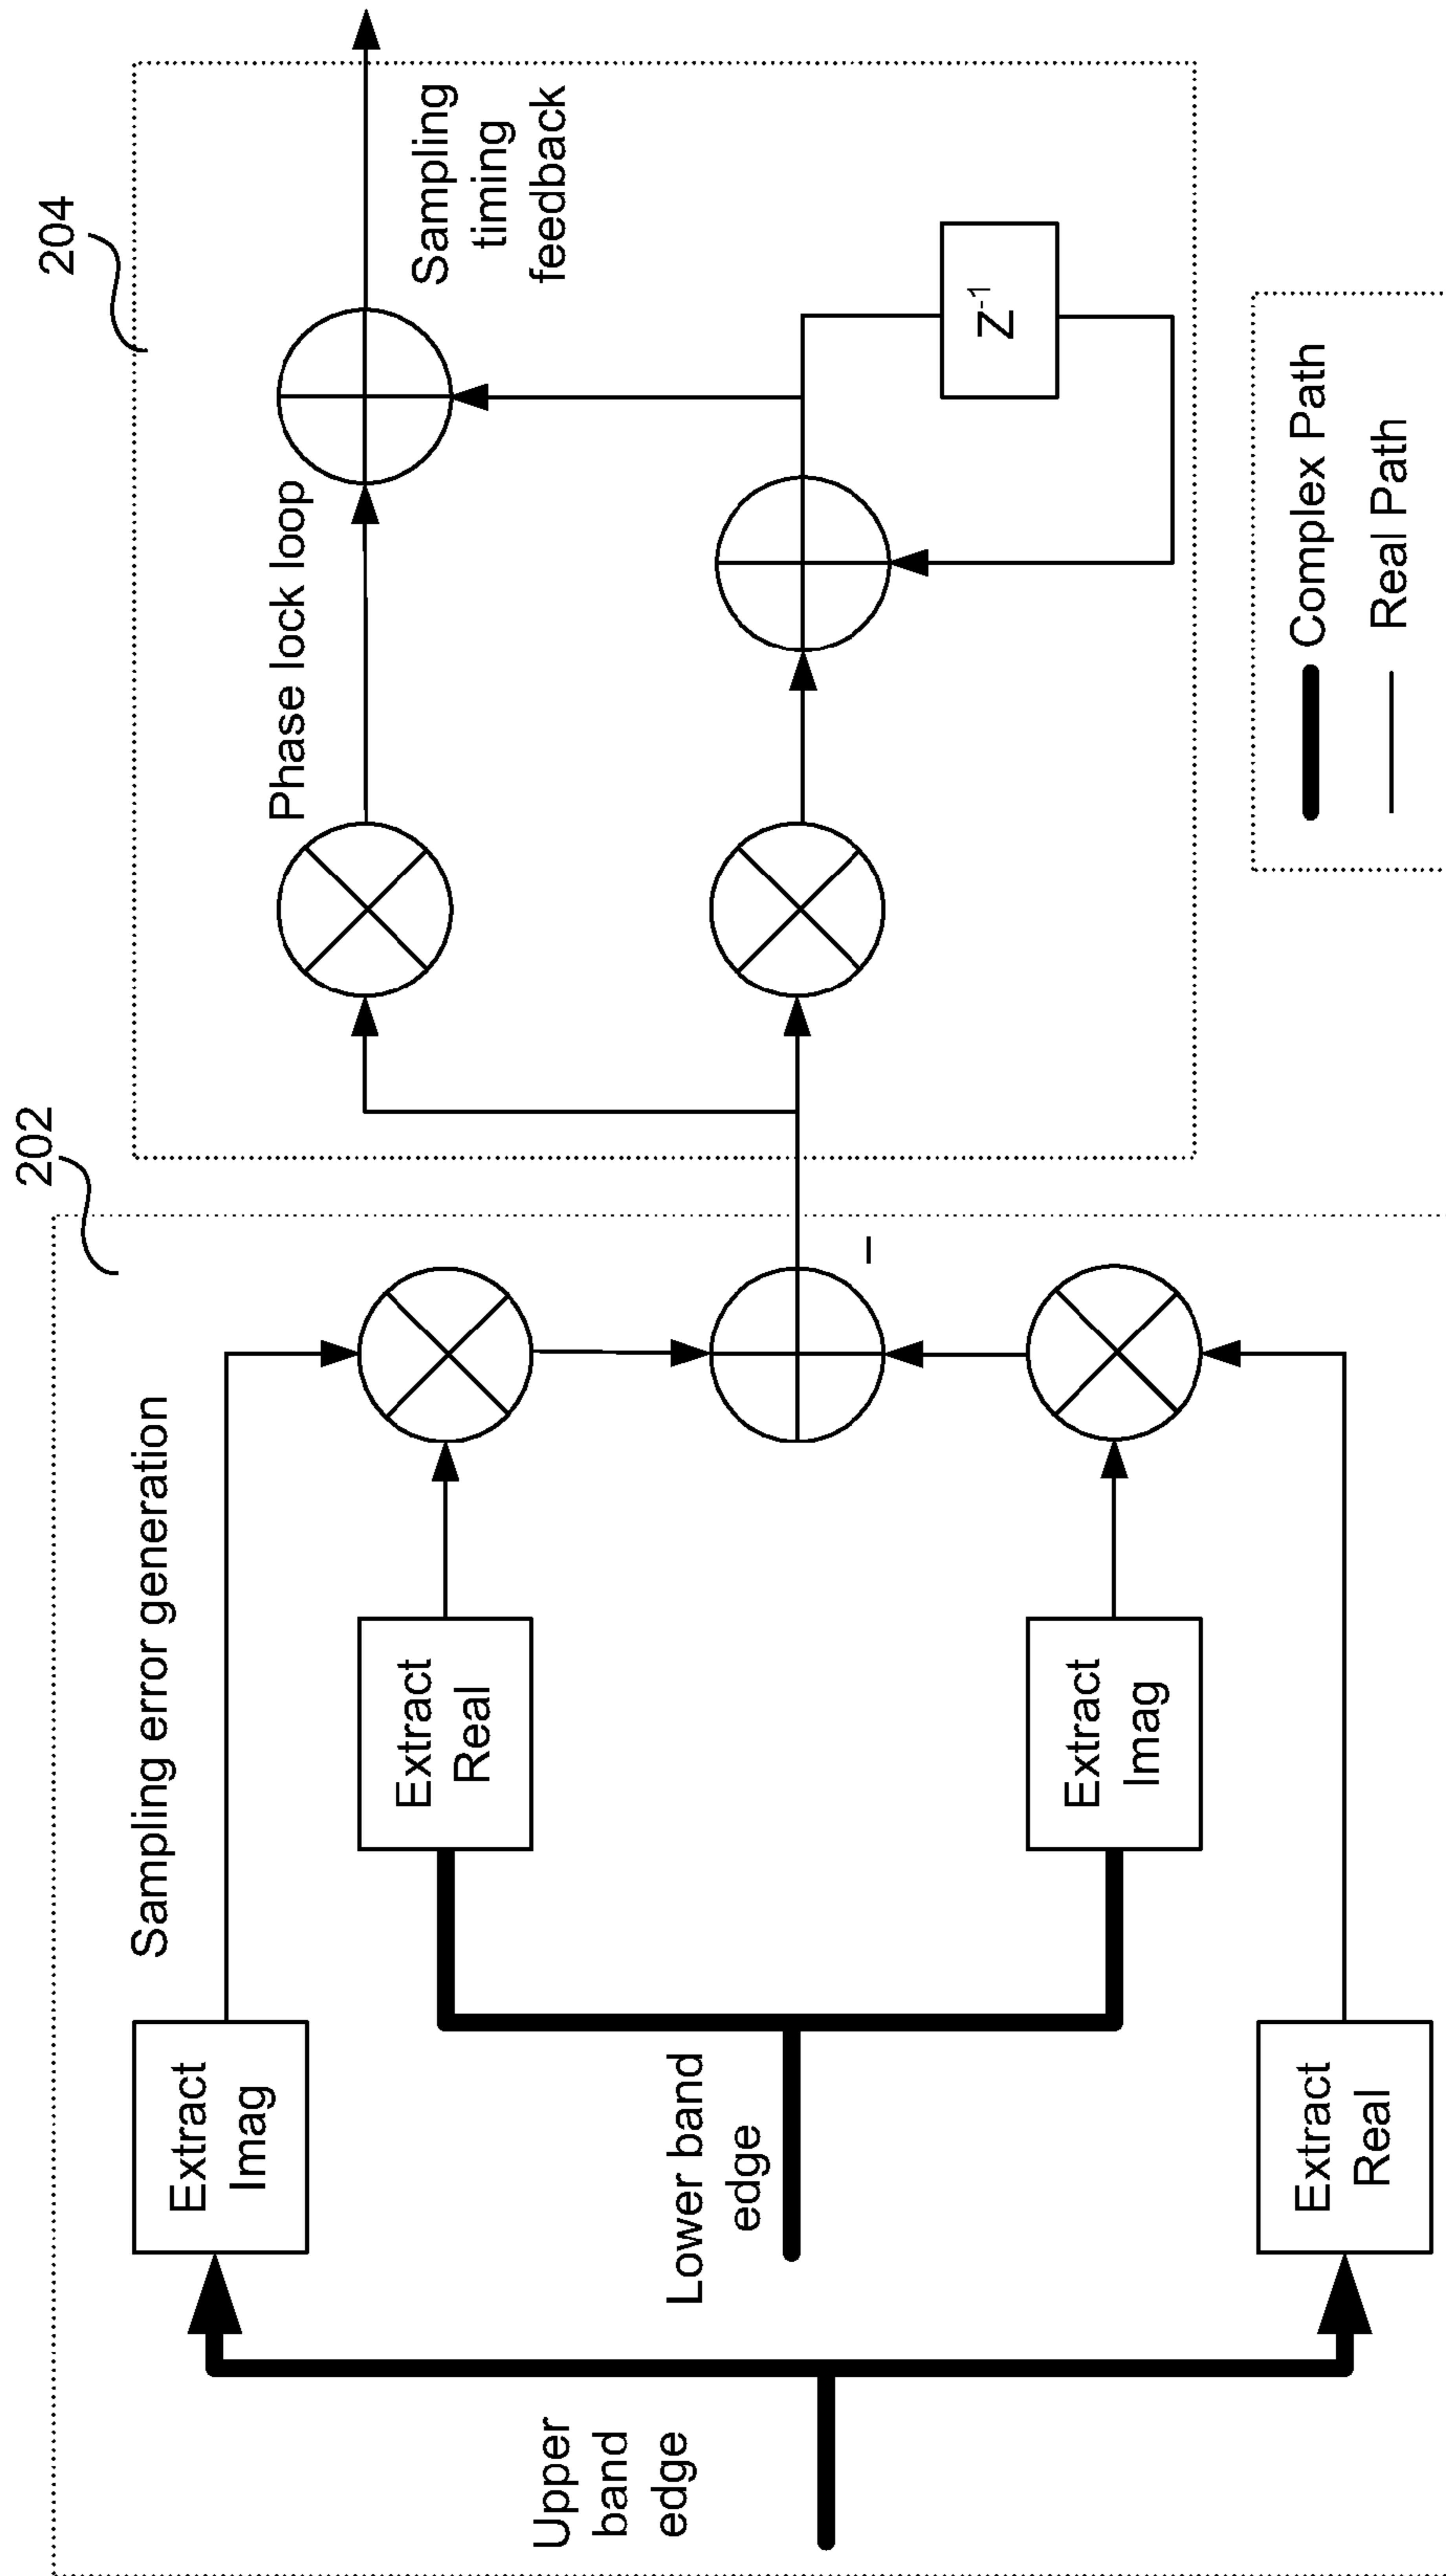 202
204
Sampling error generation
Phase lock loop
Upper
band
edge
Extract
Imag
Extract
Real
Lower band
edge
Extract
Real
Extract
Imag
–
Sampling
timing
feedback
Z-1
Complex Path
Real Path